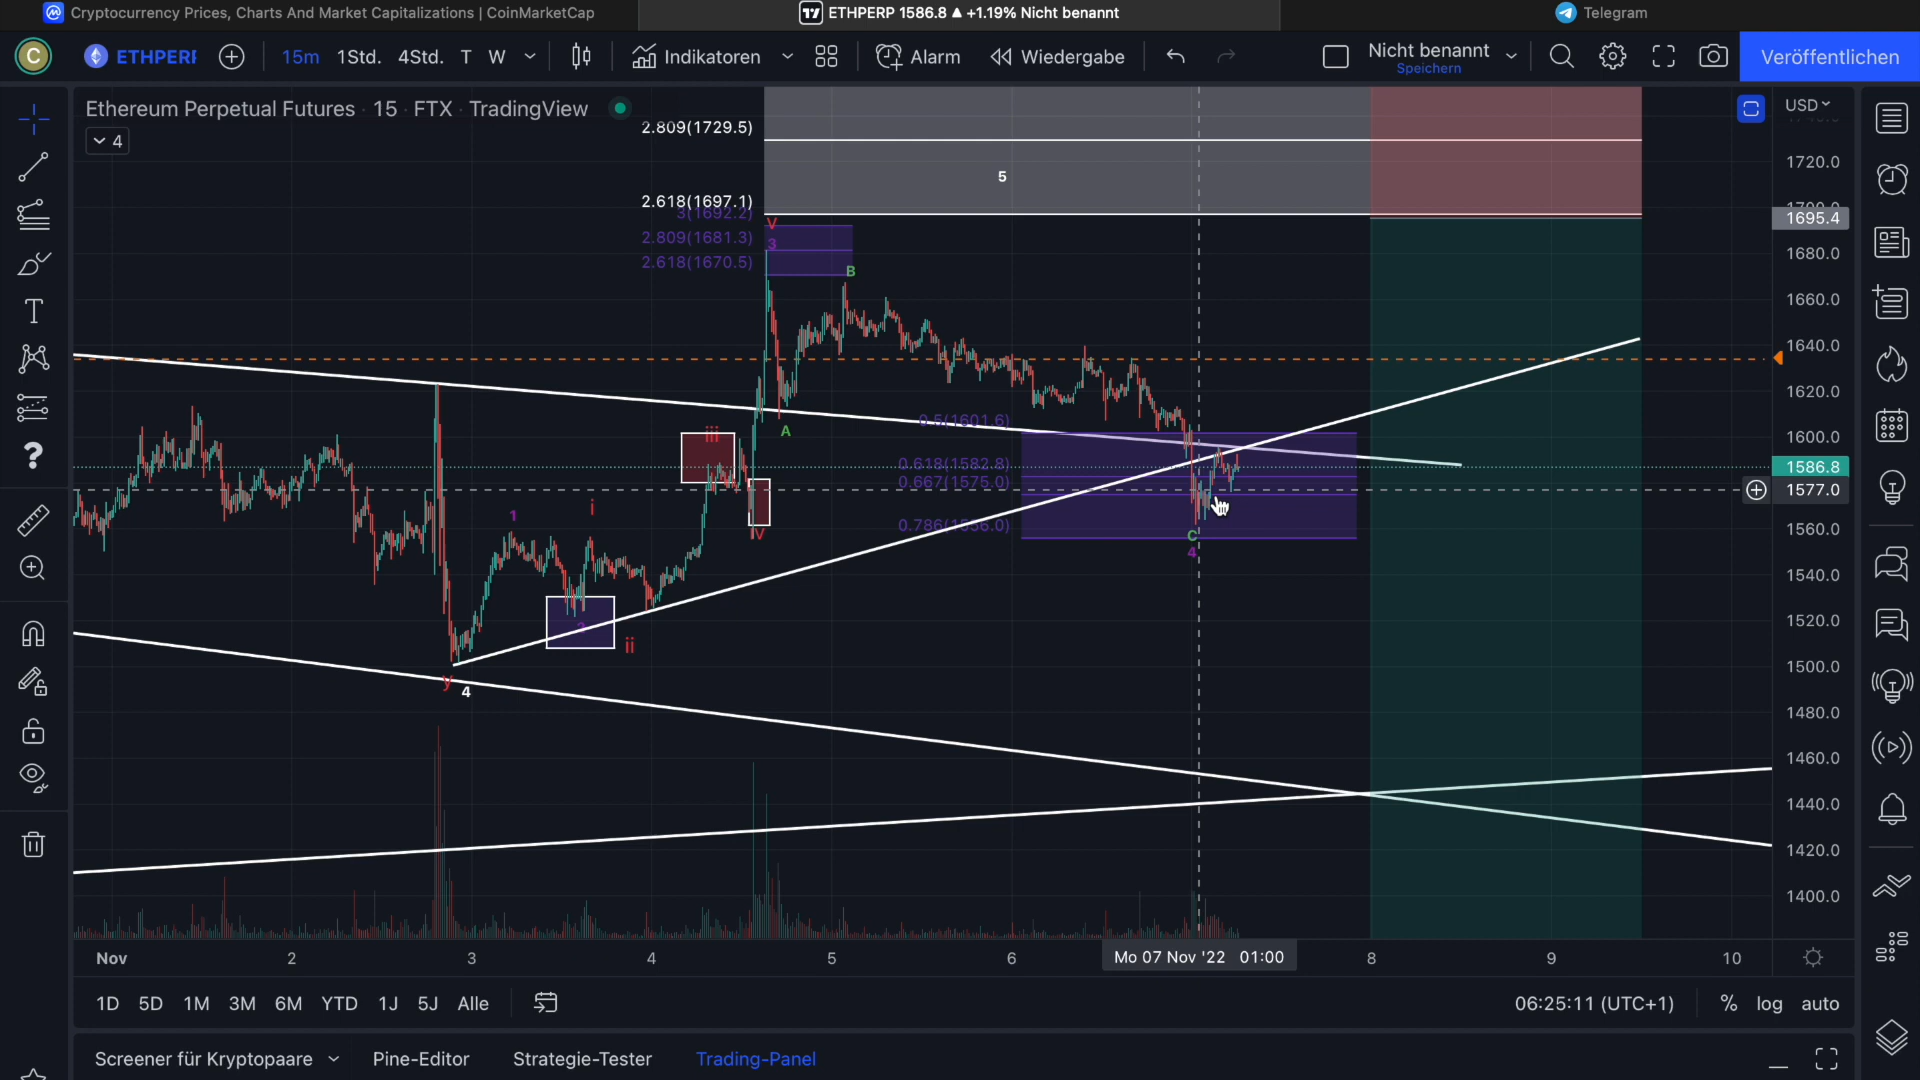 Cryptocurrency Prices, Charts And Market Capitalizations | CoinMarketCap
ETHPERP 1586.8 ▲ +1.19% Nicht benannt
Telegram
C
ETHPERP
15m
1Std.
4Std.
T
W
Indikatoren
Alarm
Wiedergabe
Nicht benannt
Speichern
Veröffentlichen
Ethereum Perpetual Futures · 15 · FTX · TradingView
4
USD
2.809(1729.5)
1720.0
5
2.618(1697.1)
3(1692.2)
1695.4
V
2.809(1681.3)
3
1680.0
2.618(1670.5)
B
1660.0
1640.0
1620.0
0.5(1601.6)
A
iii
1600.0
0.618(1582.8)
1586.8
0.667(1575.0)
1577.0
1
i
0.786(1556.0)
1560.0
C
4
1540.0
1520.0
ii
1500.0
y
4
1480.0
1460.0
1440.0
1420.0
1400.0
Nov
2
3
4
5
6
Mo 07 Nov '22 01:00
8
9
10
1D
5D
1M
3M
6M
YTD
1J
5J
Alle
06:25:11 (UTC+1)
%
log
auto
Screener für Kryptopaare
Pine-Editor
Strategie-Tester
Trading-Panel